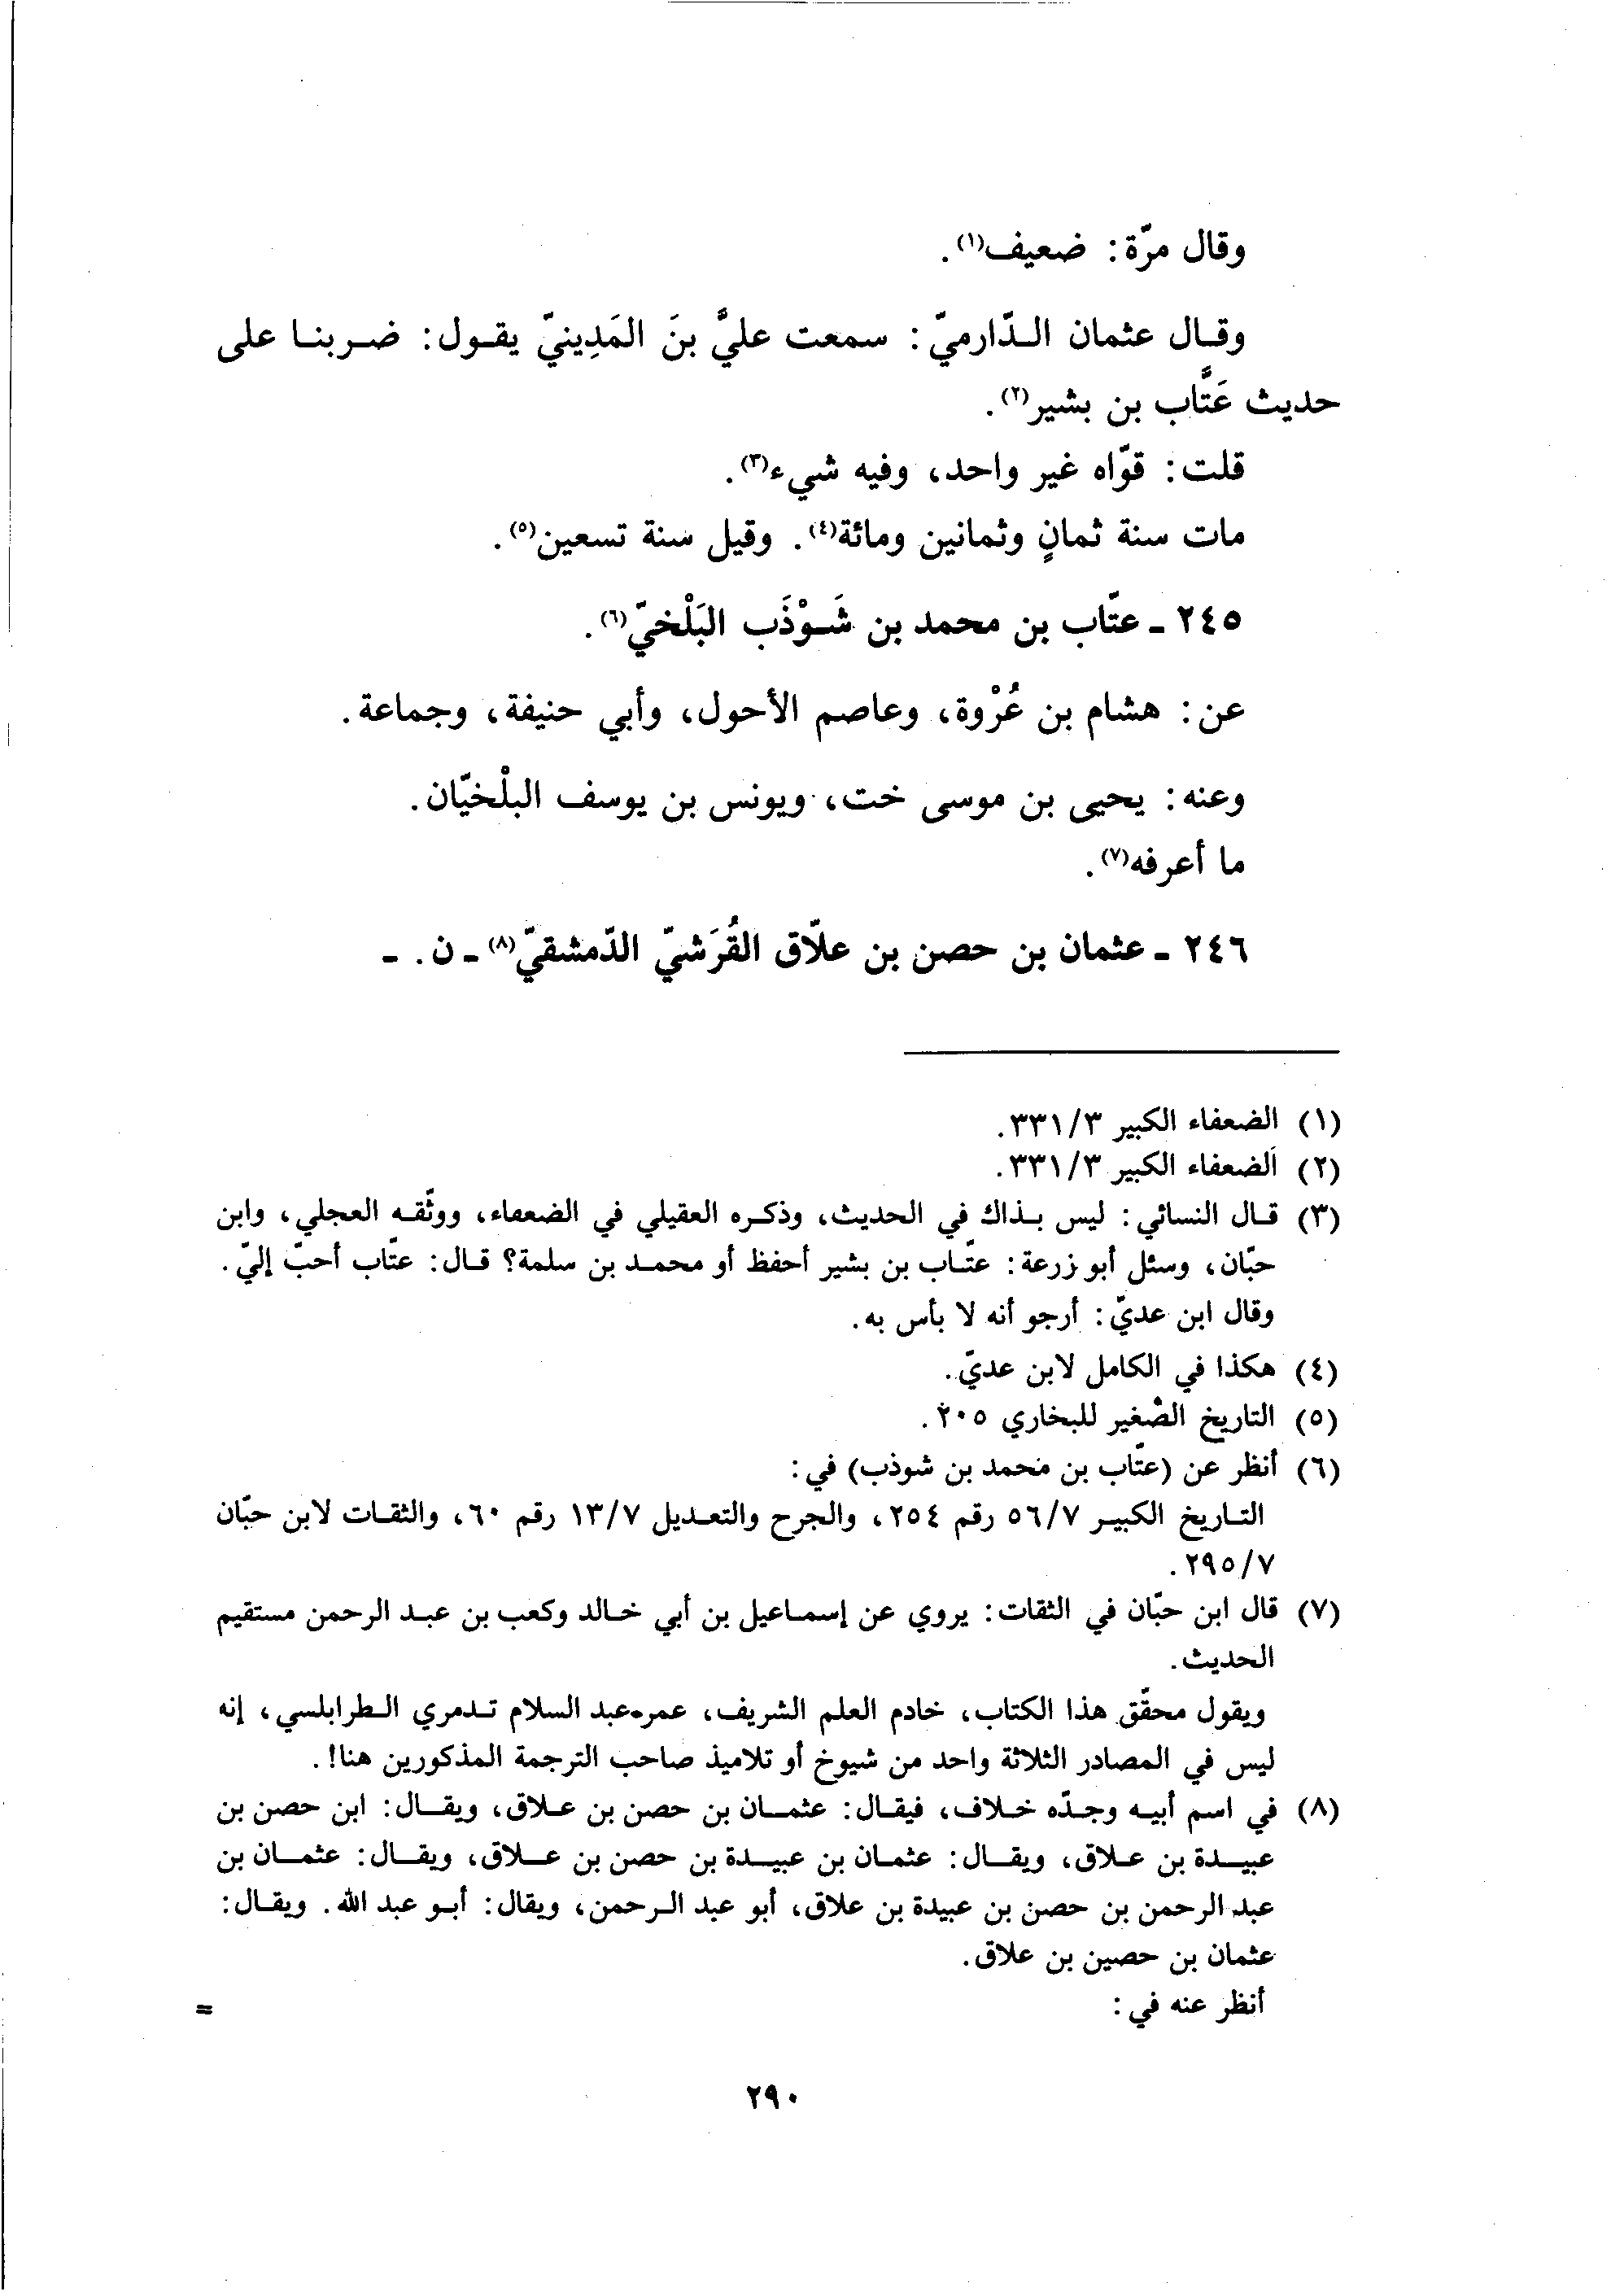 وقال مرّة: ضعيف(١).
وقال عثمان الدّارميّ: سمعت عليَّ بنَ المَدِينيّ يقول: ضربنا على
حديث عَتَّاب بن بشير(٢).
قلت: قوّاه غير واحد، وفيه شيء(٣).
مات سنة ثمانٍ وثمانين ومائة(٤). وقيل سنة تسعين(٥).
٢٤٥ - عتّاب بن محمد بن شَوْذَب البَلْخيّ(٦).
عن: هشام بن عُرْوة، وعاصم الأحول، وأبي حنيفة، وجماعة.
وعنه: يحيى بن موسى خت، ويونس بن يوسف البلْخيّان.
ما أعرفه(٧).
٢٤٦ - عثمان بن حصن بن علّاق القُرَشيّ الدّمشقيّ(٨) - ن. -
(١) الضعفاء الكبير ٣٣١/٣.
(٢) الضعفاء الكبير ٣٣١/٣.
(٣) قال النسائي: ليس بذاك في الحديث، وذكره العقيلي في الضعفاء، ووثّقه العجلي، وابن
حبّان، وسئل أبو زرعة: عتّاب بن بشير أحفظ أو محمد بن سلمة؟ قال: عتّاب أحبّ إليّ.
وقال ابن عديّ: أرجو أنه لا بأس به.
(٤) هكذا في الكامل لابن عديّ.
(٥) التاريخ الصغير للبخاري ٢٠٥.
(٦) أنظر عن (عتّاب بن محمد بن شوذب) في:
التاريخ الكبير ٥٦/٧ رقم ٢٥٤، والجرح والتعديل ١٣/٧ رقم ٦٠، والثقات لابن حبّان
٢٩٥/٧.
(٧) قال ابن حبّان في الثقات: يروي عن إسماعيل بن أبي خالد وكعب بن عبد الرحمن مستقيم
الحديث.
ويقول محقّق هذا الكتاب، خادم العلم الشريف، عمر عبد السلام تدمري الطرابلسي، إنه
ليس في المصادر الثلاثة واحد من شيوخ أو تلاميذ صاحب الترجمة المذكورين هنا!.
(٨) في اسم أبيه وجدّه خلاف، فيقال: عثمان بن حصن بن علاق، ويقال: ابن حصن بن
عبيدة بن علاق، ويقال: عثمان بن عبيدة بن حصن بن علاق، ويقال: عثمان بن
عبد الرحمن بن حصن بن عبيدة بن علاق، أبو عبد الرحمن، ويقال: أبو عبد الله. ويقال:
عثمان بن حصين بن علاق.
أنظر عنه في: =
٢٩٠